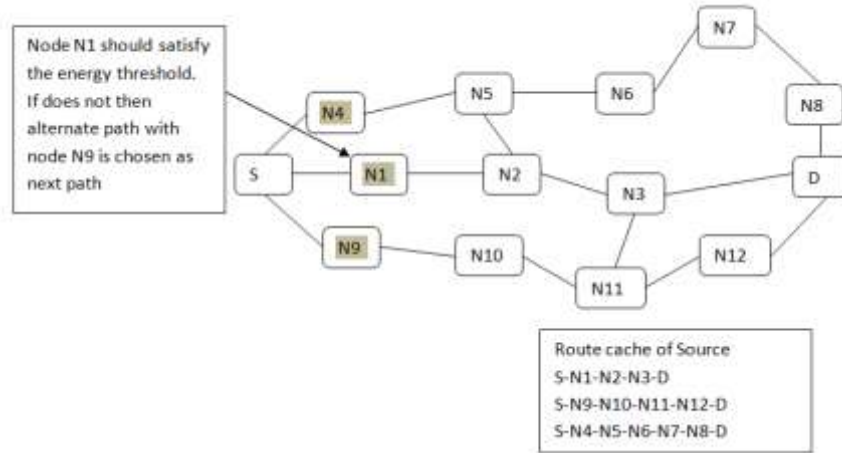 Node N1 should satisfy
the energy threshold.
If does not then
alternate path with
node N9 is chosen as
next path
N7
N4
N5
N6
N8
S
N1
N2
N3
D
N9
N10
N11
N12
Route cache of Source
S-N1-N2-N3-D
S-N9-N10-N11-N12-D
S-N4-N5-N6-N7-N8-D